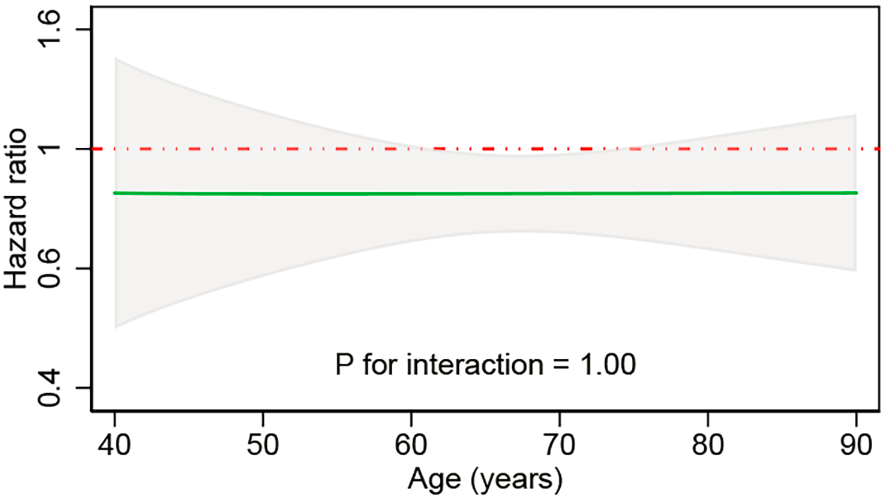 1.6
1
0.6
0.4
Hazard ratio
P for interaction = 1.00
40 50 60 70 80 90
Age (years)